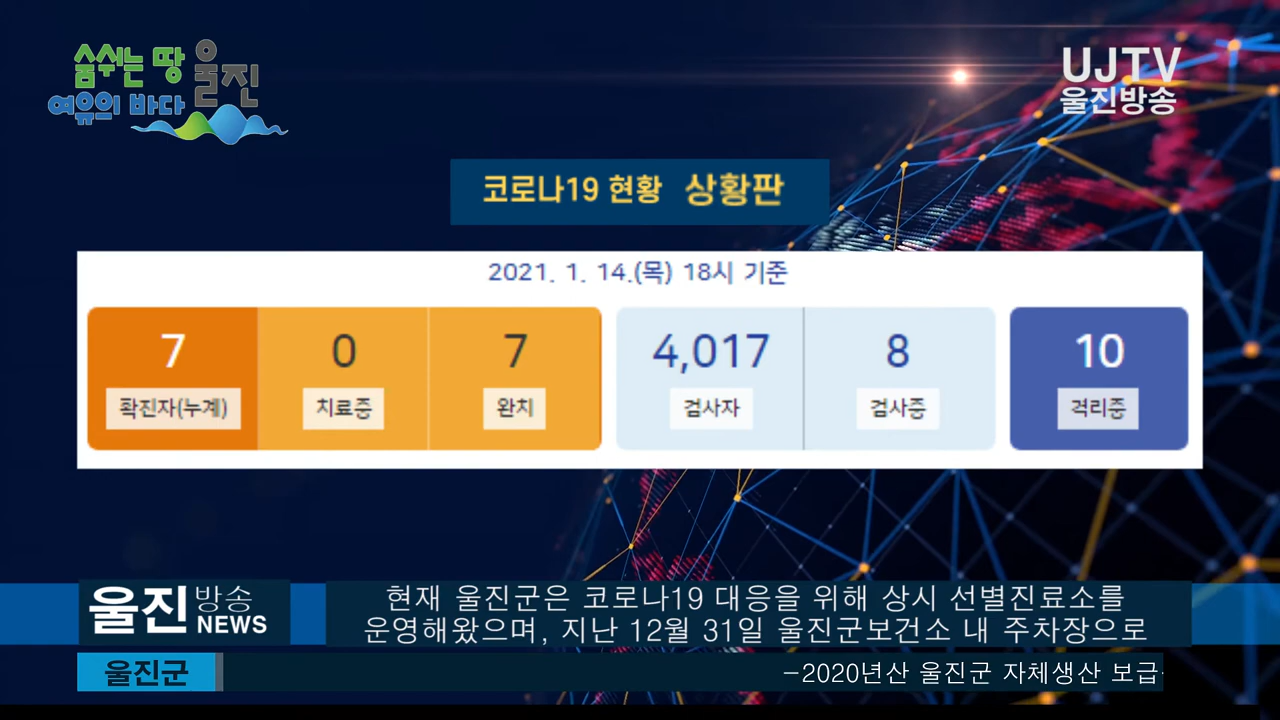 숨쉬는 땅 울진
여유의 바다
UJTV
울진방송
코로나19 현황 상황판
2021. 1. 14.(목) 18시 기준
7 0 7 4,017 8 10
확진자(누계) 치료중 완치 검사자 검사중 격리중
울진 방송 NEWS
현재 울진군은 코로나19 대응을 위해 상시 선별진료소를
운영해왔으며, 지난 12월 31일 울진군보건소 내 주차장으로
울진군
-2020년산 울진군 자체생산 보급